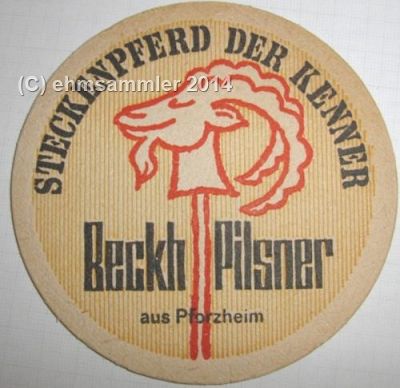 STECKENPFERD DER KENNER
(C) ehmsammler 2014
Beckh Pilsner
aus Pforzheim